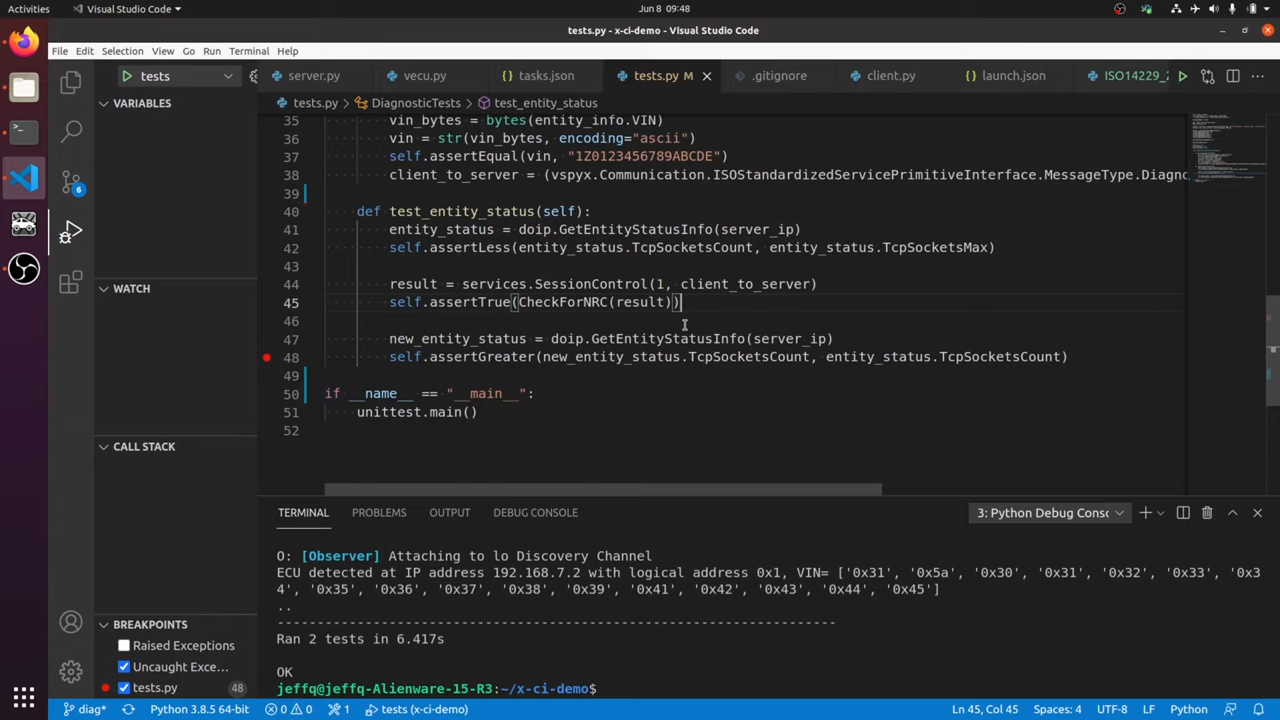 Activities Visual Studio Code Jun 8 09:48
tests.py - x-ci-demo - Visual Studio Code
File Edit Selection View Go Run Terminal Help
tests server.py vecu.py tasks.json tests.py M .gitignore client.py launch.json ISO14229_2
VARIABLES tests.py > DiagnosticTests > test_entity_status
35 vin_bytes = bytes(entity_info.VIN)
36 vin = str(vin_bytes, encoding="ascii")
37 self.assertEqual(vin, "1Z0123456789ABCDE")
38 client_to_server = (vspyx.Communication.ISOStandardizedServicePrimitiveInterface.MessageType.Diagno
39
40 def test_entity_status(self):
41 entity_status = doip.GetEntityStatusInfo(server_ip)
42 self.assertLess(entity_status.TcpSocketsCount, entity_status.TcpSocketsMax)
43
44 result = services.SessionControl(1, client_to_server)
45 self.assertTrue(CheckForNRC(result))
46
47 new_entity_status = doip.GetEntityStatusInfo(server_ip)
48 self.assertGreater(new_entity_status.TcpSocketsCount, entity_status.TcpSocketsCount)
49
50 if __name__ == "__main__":
51 unittest.main()
52
6
WATCH
CALL STACK
TERMINAL PROBLEMS OUTPUT DEBUG CONSOLE 3: Python Debug Consc
O: [Observer] Attaching to lo Discovery Channel
ECU detected at IP address 192.168.7.2 with logical address 0x1, VIN= ['0x31', '0x5a', '0x30', '0x31', '0x32', '0x33', '0x3
4', '0x35', '0x36', '0x37', '0x38', '0x39', '0x41', '0x42', '0x43', '0x44', '0x45']
..
----------------------------------------------------------------------
Ran 2 tests in 6.417s
OK
jeffq@jeffq-Alienware-15-R3:~/x-ci-demo$
BREAKPOINTS
Raised Exceptions
Uncaught Exce...
tests.py 48
diag* Python 3.8.5 64-bit 0 0 1 tests (x-ci-demo) Ln 45, Col 45 Spaces: 4 UTF-8 LF Python